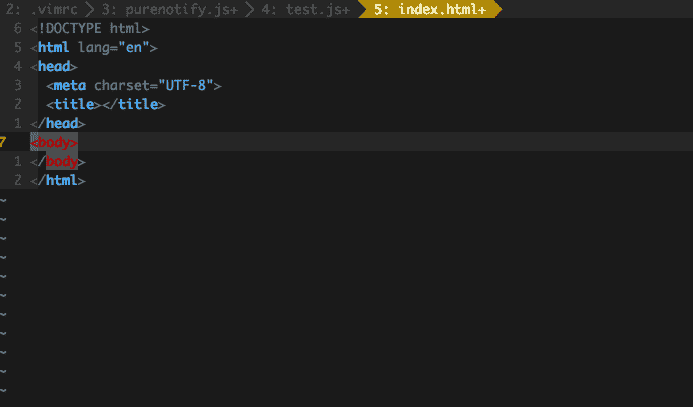 2: .vimrc 3: purenotify.js+ 4: test.js+ 5: index.html+
6 <!DOCTYPE html>
5 <html lang="en">
4 <head>
3   <meta charset="UTF-8">
2   <title></title>
1 </head>
7 <body>
1 </body>
2 </html>
~
~
~
~
~
~
~
~
~
~
~